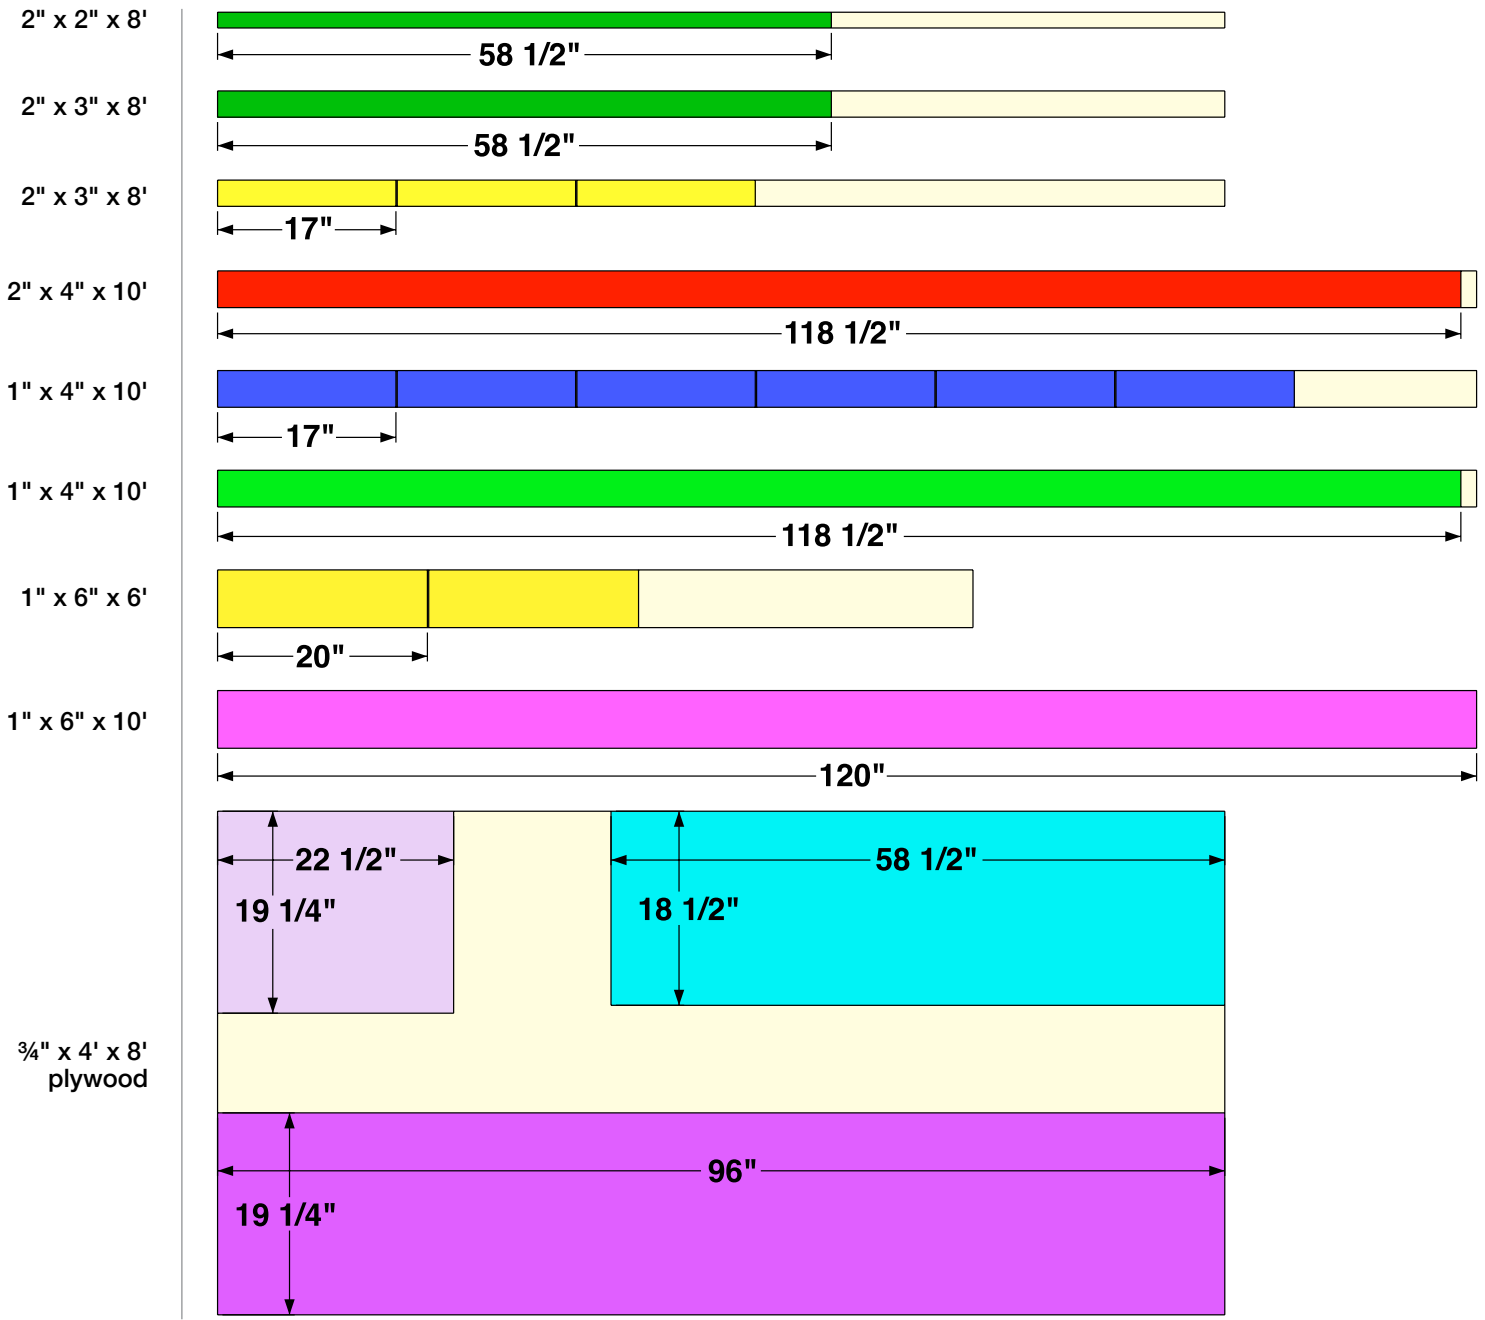 2" x 2" x 8'
58 1/2"
2" x 3" x 8'
58 1/2"
2" x 3" x 8'
17"
2" x 4" x 10'
118 1/2"
1" x 4" x 10'
17"
1" x 4" x 10'
118 1/2"
1" x 6" x 6'
20"
1" x 6" x 10'
120"
22 1/2"
58 1/2"
19 1/4"
18 1/2"
¾" x 4' x 8'
plywood
96"
19 1/4"